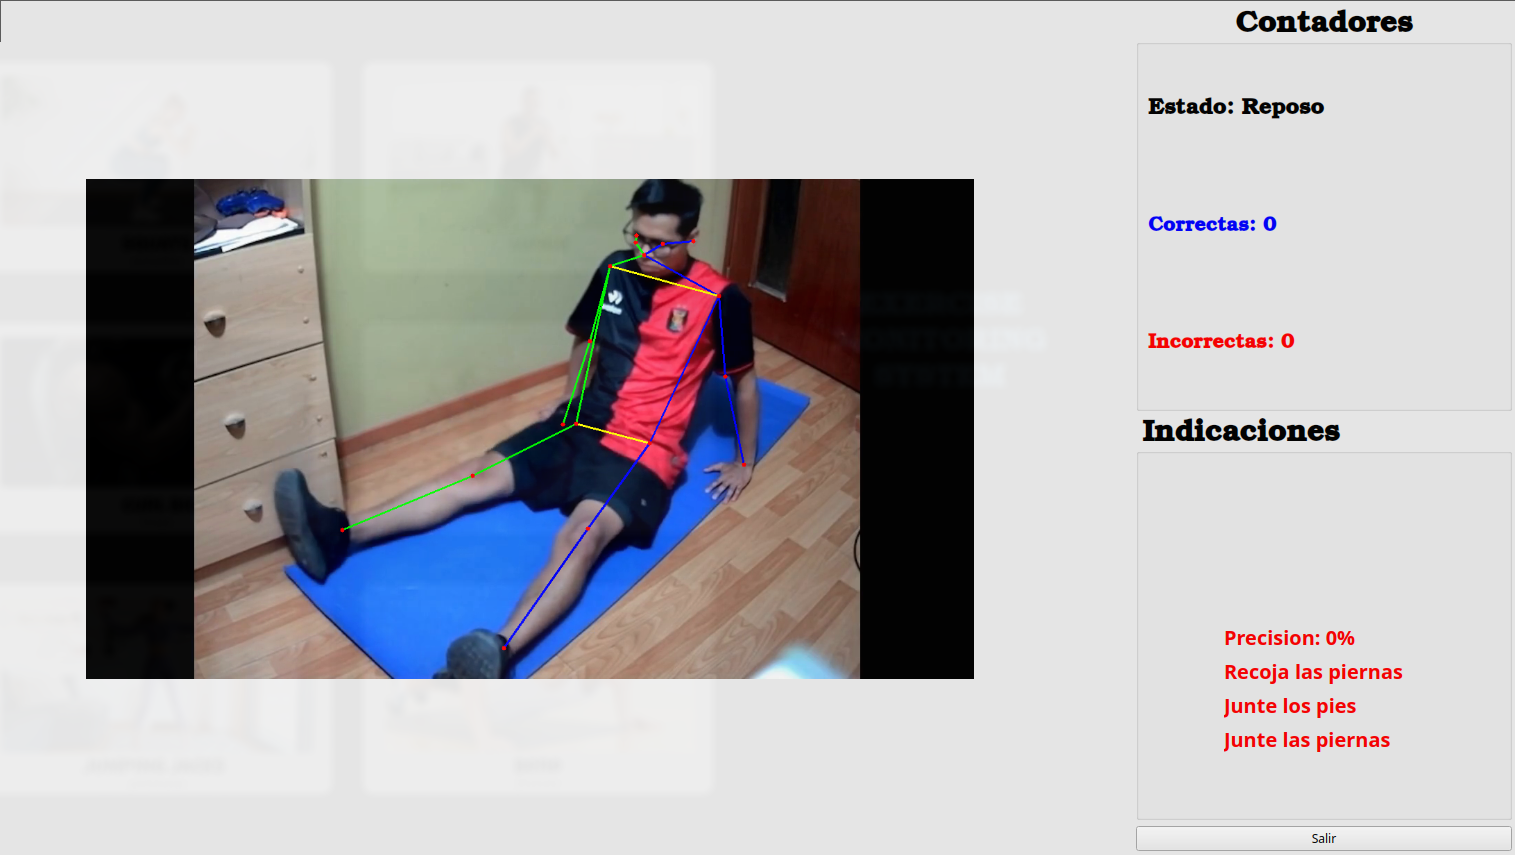 Contadores
Estado: Reposo
Correctas: 0
Incorrectas: 0
Indicaciones
Precision: 0%
Recoja las piernas
Junte los pies
Junte las piernas
Salir